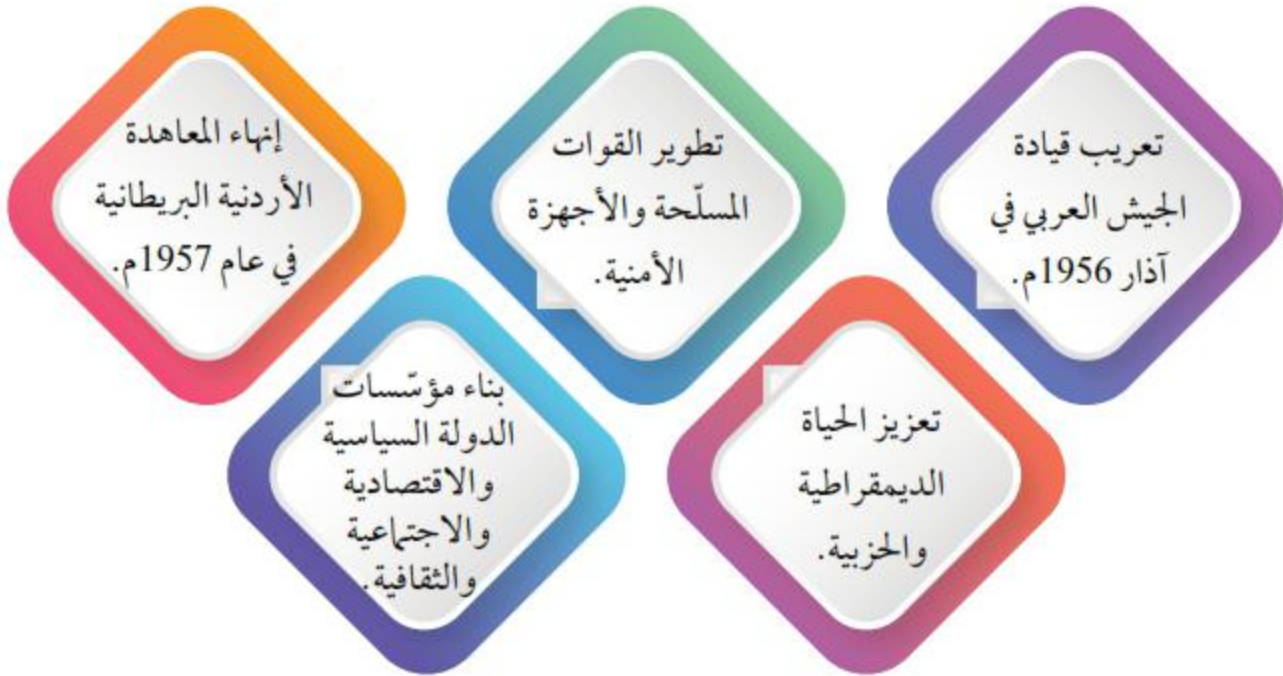 تعريب قيادة
الجيش العربي في
آذار 1956م.
تطوير القوات
المسلّحة والأجهزة
الأمنية.
إنهاء المعاهدة
الأردنية البريطانية
في عام 1957م.
تعزيز الحياة
الديمقراطية
والحزبية.
بناء مؤسّسات
الدولة السياسية
والاقتصادية
والاجتماعية
والثقافية.